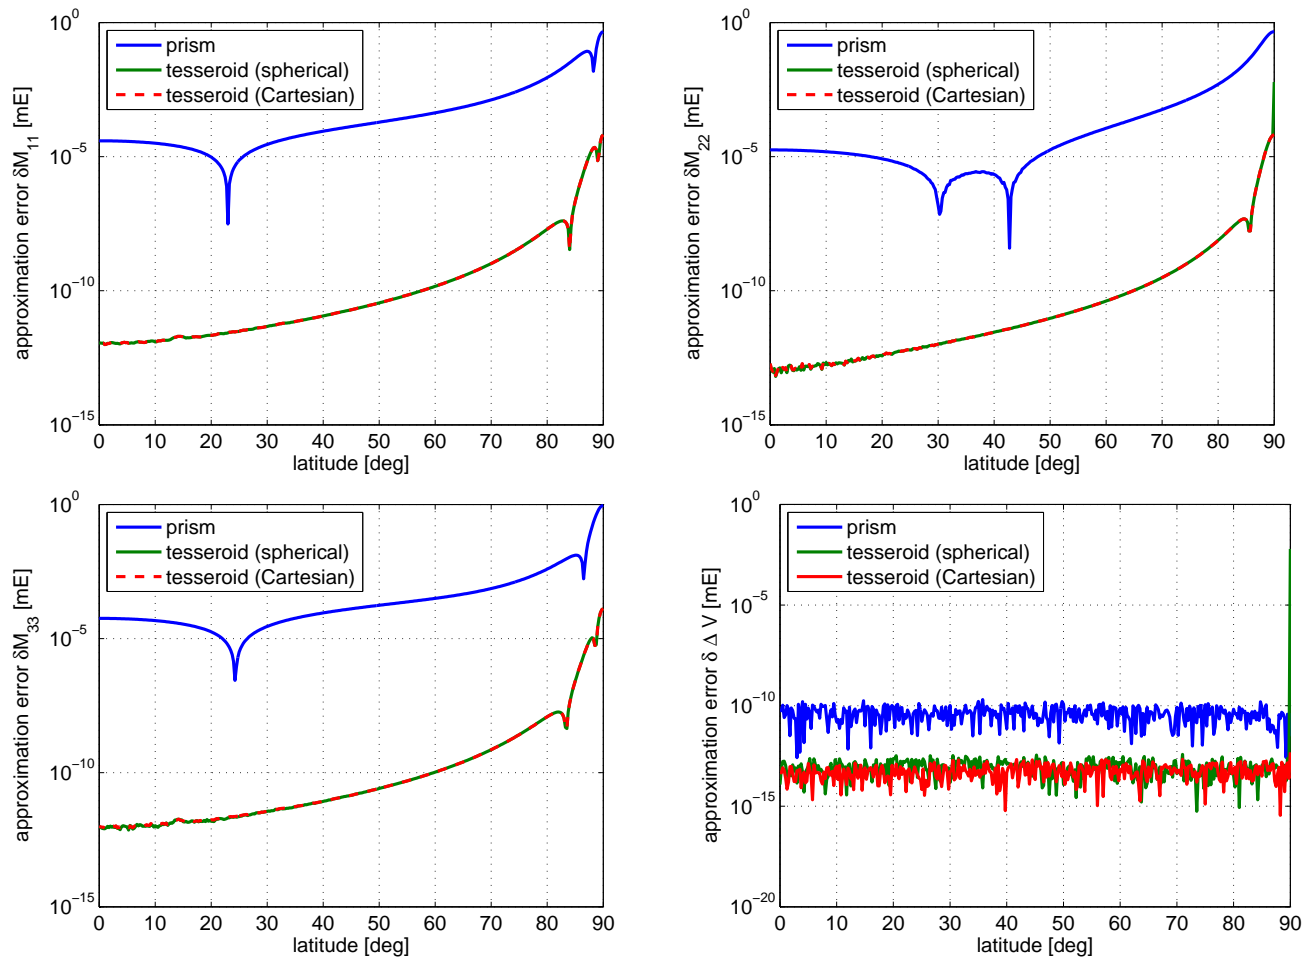 10^0
10^-5
10^-10
10^-15
approximation error δM_11 [mE]
prism
tesseroid (spherical)
tesseroid (Cartesian)
0 10 20 30 40 50 60 70 80 90
latitude [deg]
10^0
10^-5
10^-10
10^-15
approximation error δM_22 [mE]
prism
tesseroid (spherical)
tesseroid (Cartesian)
0 10 20 30 40 50 60 70 80 90
latitude [deg]
10^0
10^-5
10^-10
10^-15
approximation error δM_33 [mE]
prism
tesseroid (spherical)
tesseroid (Cartesian)
0 10 20 30 40 50 60 70 80 90
latitude [deg]
10^0
10^-5
10^-10
10^-15
10^-20
approximation error δ Δ V [mE]
prism
tesseroid (spherical)
tesseroid (Cartesian)
0 10 20 30 40 50 60 70 80 90
latitude [deg]